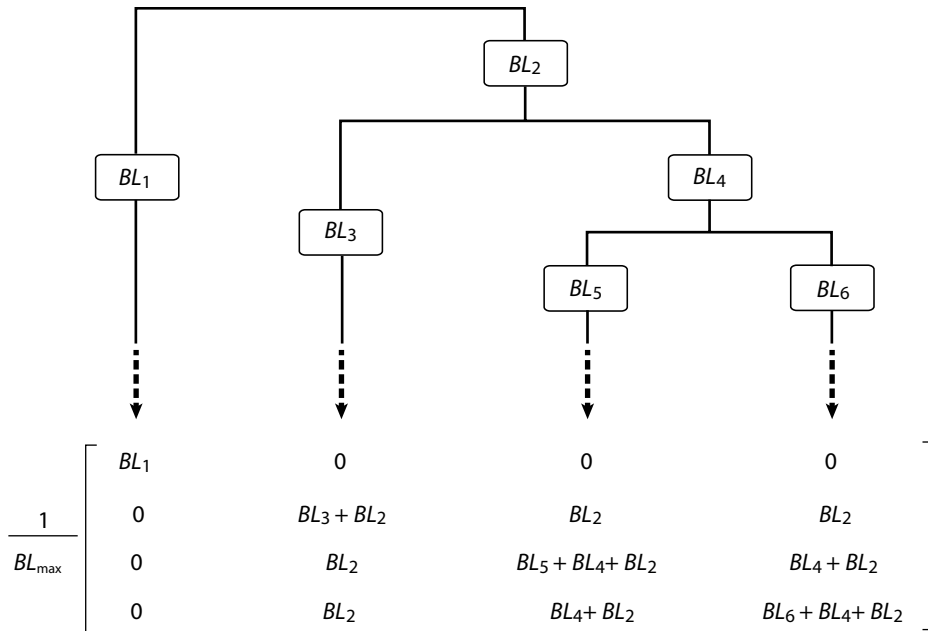 BL₂
BL₁ BL₄
BL₃
BL₅ BL₆
BL₁ 0 0 0
0 BL₃ + BL₂ BL₂ BL₂
0 BL₂ BL₅ + BL₄ + BL₂ BL₄ + BL₂
0 BL₂ BL₄ + BL₂ BL₆ + BL₄ + BL₂
1
BLmax